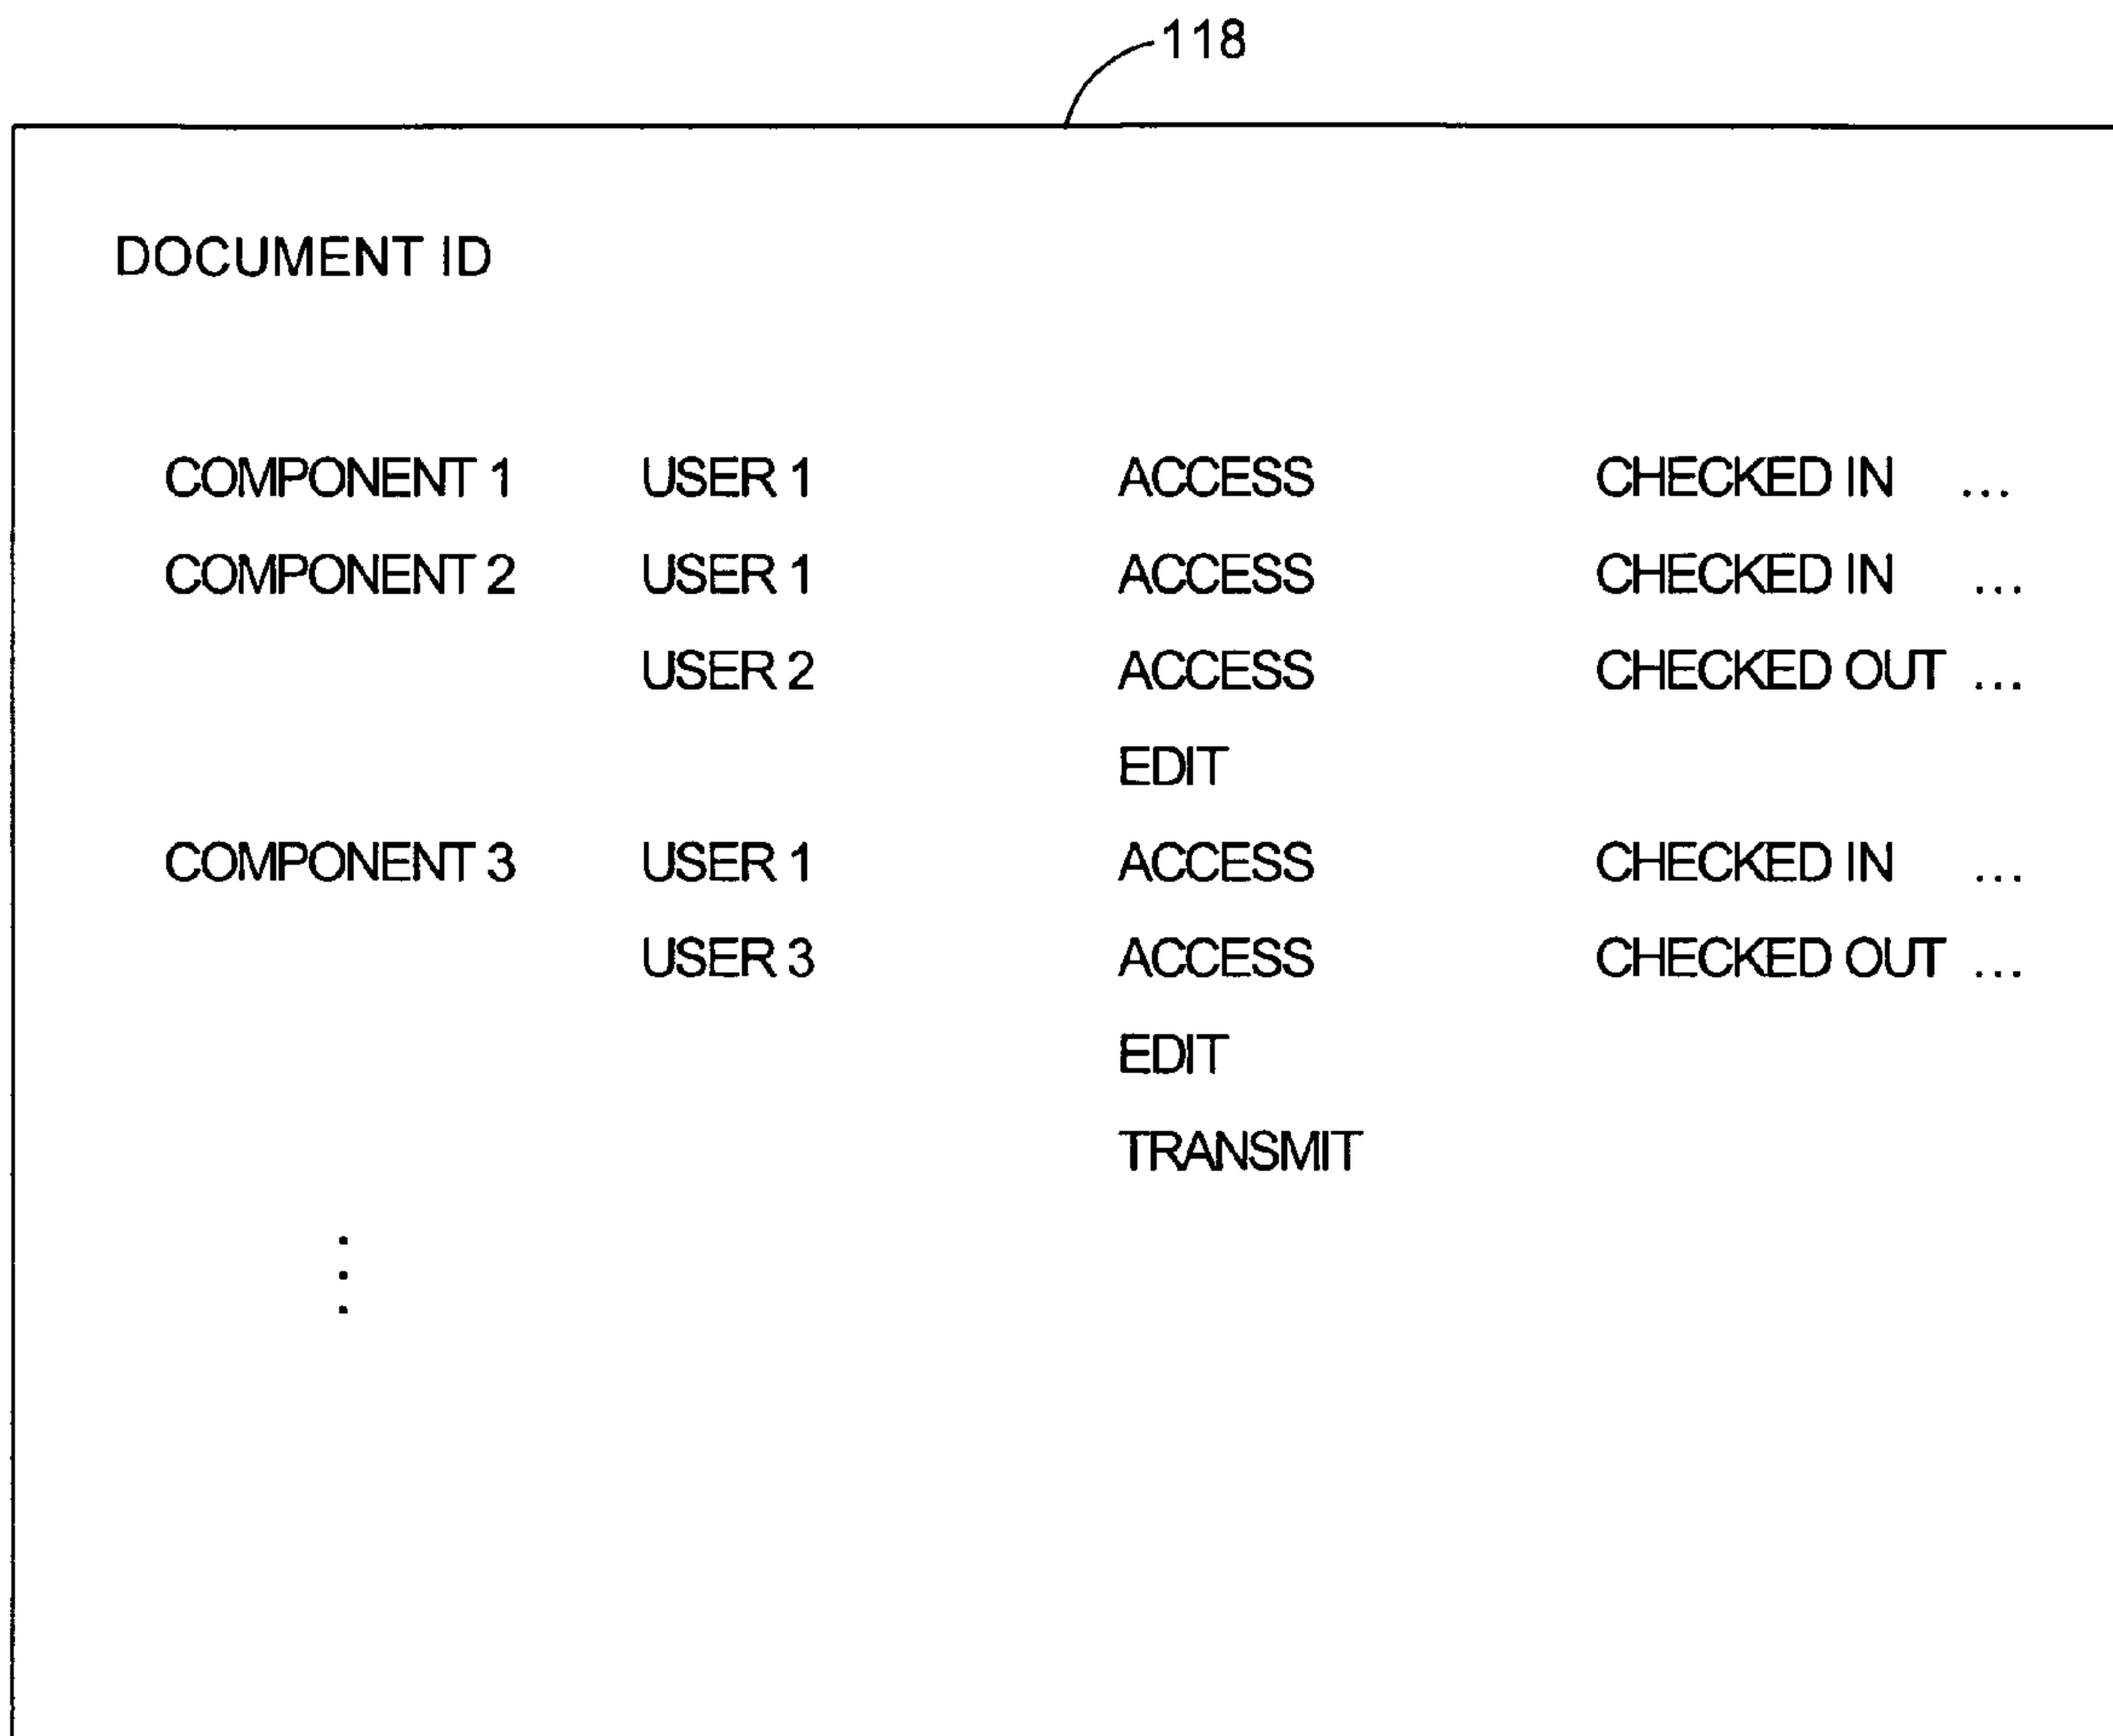 118
DOCUMENT ID
COMPONENT 1 USER 1 ACCESS CHECKED IN ...
COMPONENT 2 USER 1 ACCESS CHECKED IN ...
USER 2 ACCESS CHECKED OUT ...
EDIT
COMPONENT 3 USER 1 ACCESS CHECKED IN ...
USER 3 ACCESS CHECKED OUT ...
EDIT
TRANSMIT